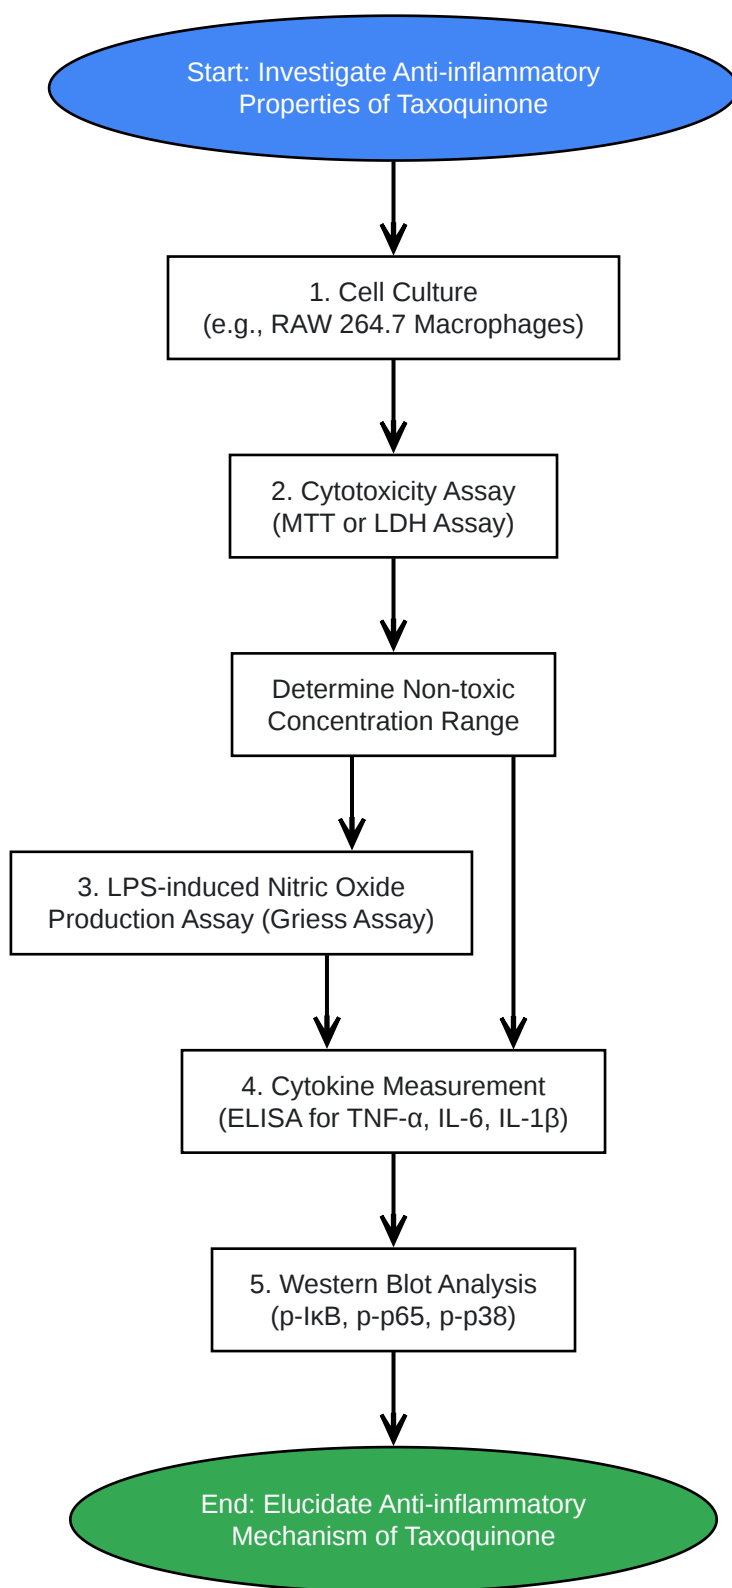 Start: Investigate Anti-inflammatory
Properties of Taxoquinone
1. Cell Culture
(e.g., RAW 264.7 Macrophages)
2. Cytotoxicity Assay
(MTT or LDH Assay)
Determine Non-toxic
Concentration Range
3. LPS-induced Nitric Oxide
Production Assay (Griess Assay)
4. Cytokine Measurement
(ELISA for TNF-α, IL-6, IL-1β)
5. Western Blot Analysis
(p-IκB, p-p65, p-p38)
End: Elucidate Anti-inflammatory
Mechanism of Taxoquinone